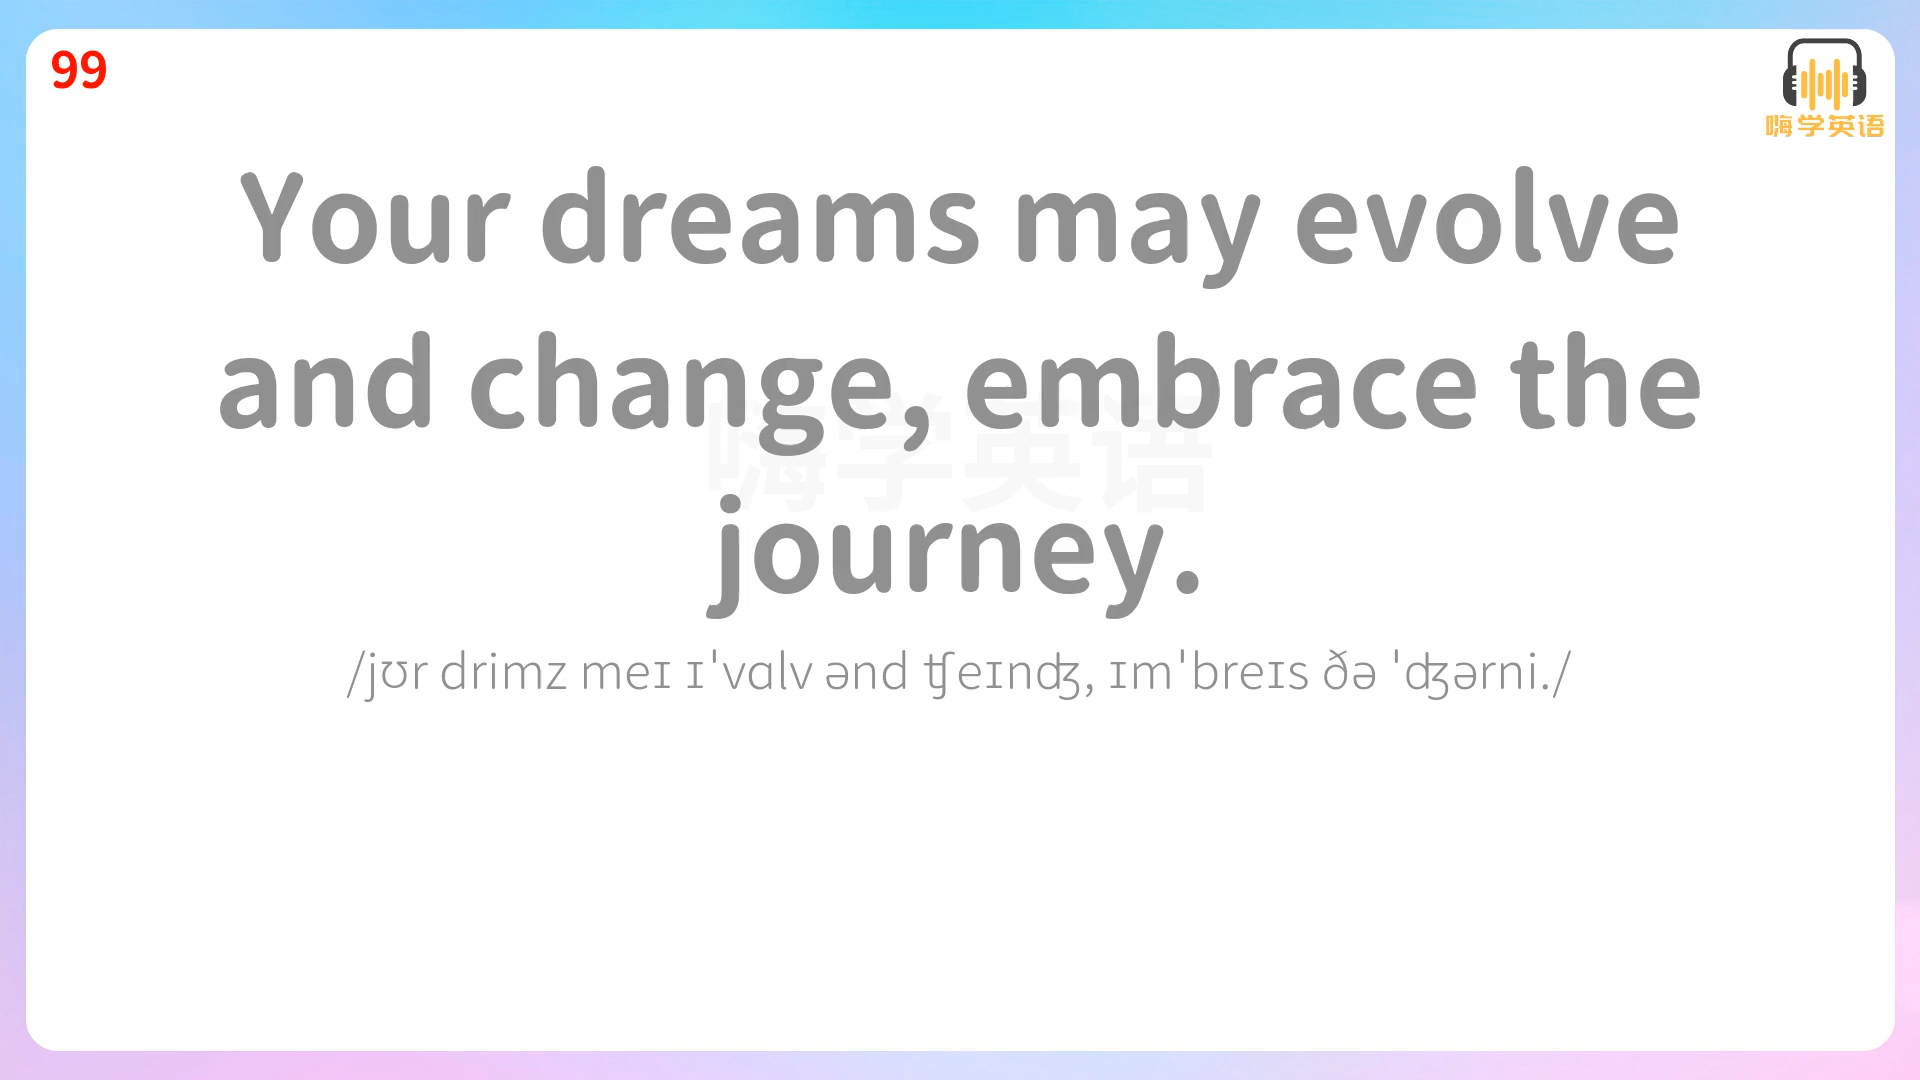 99
嗨学英语
Your dreams may evolve
and change, embrace the
journey.
嗨学英语
/jʊr drimz meɪ ɪˈvɑlv ənd ʧeɪnʤ, ɪmˈbreɪs ðə ˈʤərni./